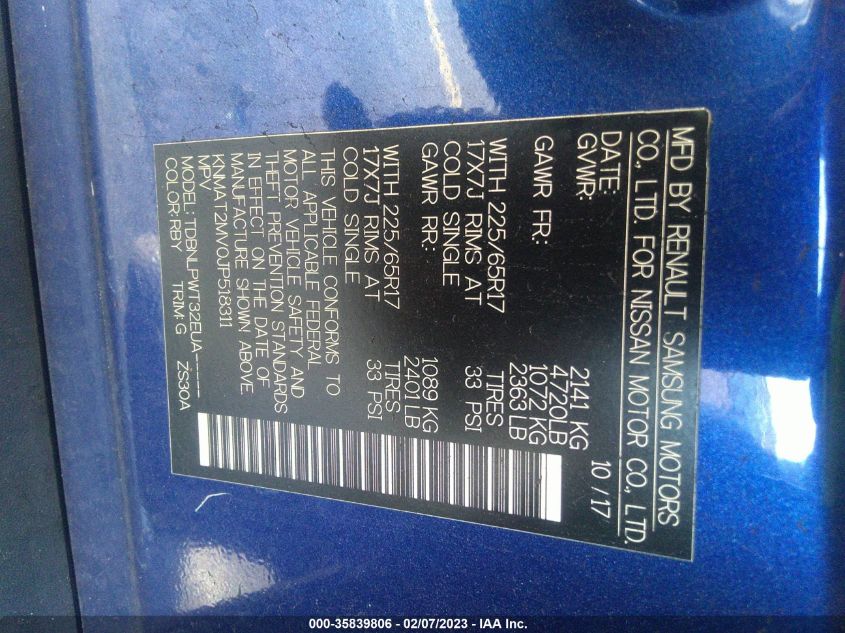 MFD BY RENAULT SAMSUNG MOTORS
CO., LTD. FOR NISSAN MOTOR CO., LTD.
DATE: 10 / 17
GVWR: 2141 KG
4720LB
GAWR FR: 1072 KG
2363 LB
WITH 225/65R17 TIRES
17X7J RIMS AT 33 PSI
COLD SINGLE
GAWR RR: 1089 KG
2401 LB
WITH 225/65R17 TIRES
17X7J RIMS AT 33 PSI
COLD SINGLE
THIS VEHICLE CONFORMS TO
ALL APPLICABLE FEDERAL
MOTOR VEHICLE SAFETY AND
THEFT PREVENTION STANDARDS
IN EFFECT ON THE DATE OF
MANUFACTURE SHOWN ABOVE.
KNMAT2MV0JP518311
MPV
MODEL: TDBNLPWT32EUA-----
COLOR: RBY TRIM: G ZS30A
000-35839806 - 02/07/2023 - IAA Inc.